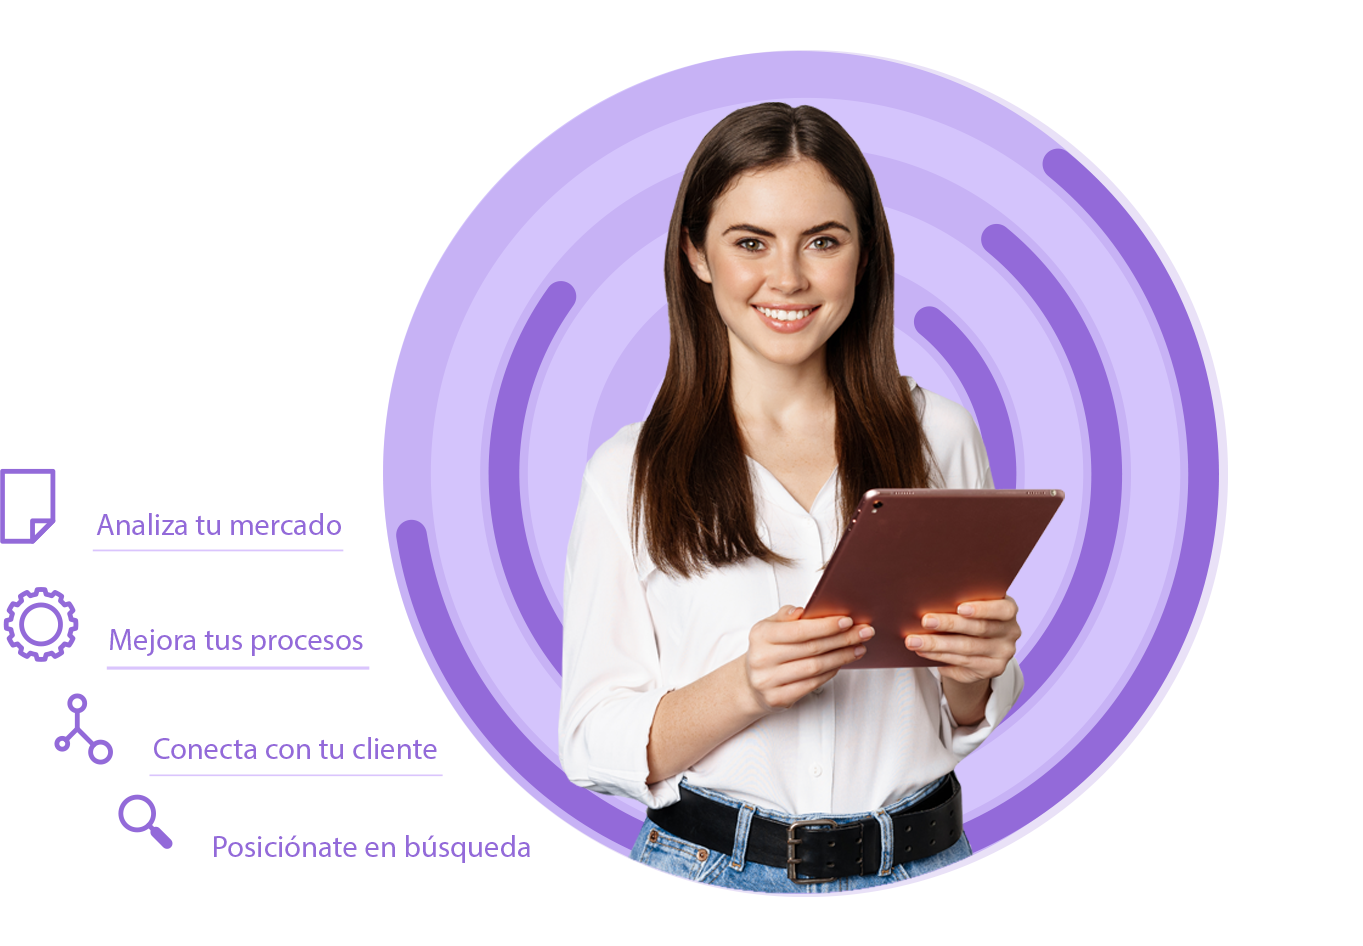 Analiza tu mercado
Mejora tus procesos
Conecta con tu cliente
Posiciónate en búsqueda